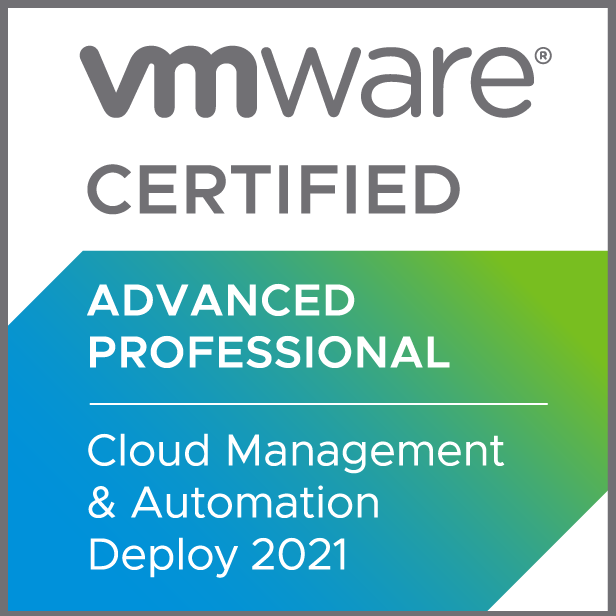 vmware®
CERTIFIED
ADVANCED
PROFESSIONAL
Cloud Management
& Automation
Deploy 2021